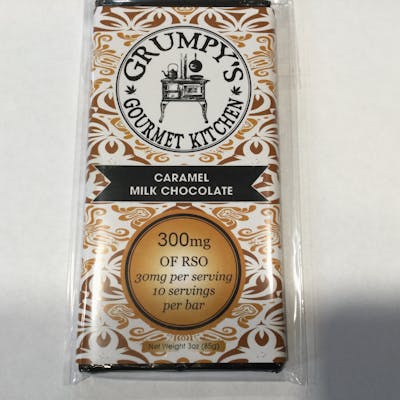 GRUMPY'S
GOURMET KITCHEN
CARAMEL
MILK CHOCOLATE
300mg
OF RSO
30mg per serving
10 servings
per bar
Net Weight 3oz (85g)